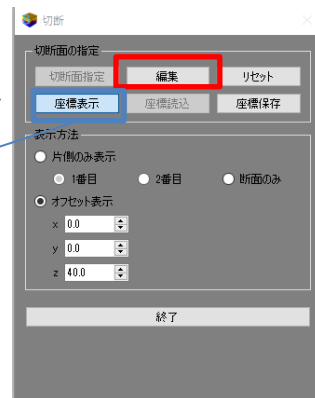 切断
切断面の指定
切断面指定 編集 リセット
座標表示 座標読込 座標保存
表示方法
片側のみ表示
1番目 2番目 断面のみ
オフセット表示
x 0.0
y 0.0
z 40.0
終了